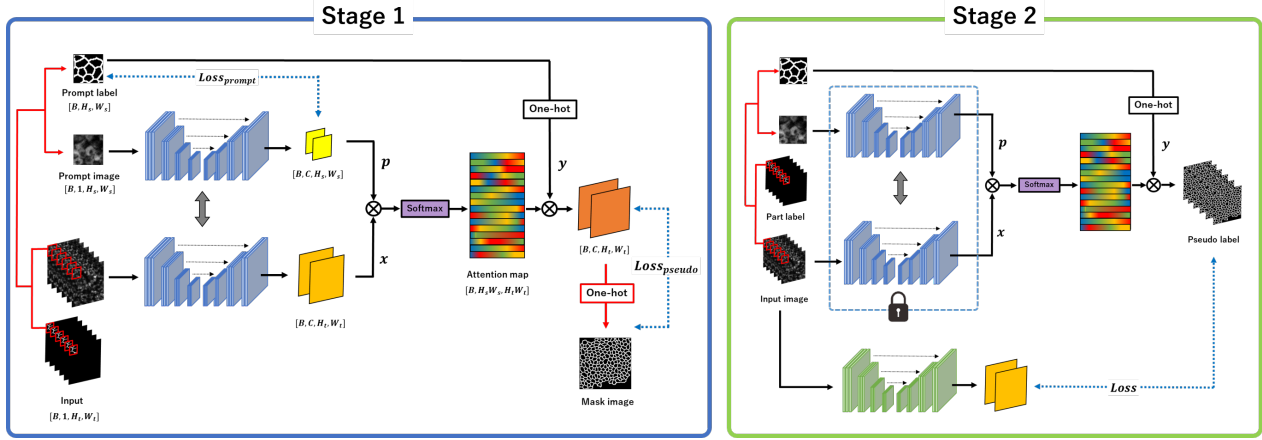 Stage 1
Prompt label
[B, H_s, W_s]
Loss_prompt
One-hot
Prompt image
[B, 1, H_s, W_s]
[B, C, H_s, W_s]
p
y
Softmax
x
Attention map
[B, H_sW_s, H_tW_t]
[B, C, H_t, W_t]
Loss_pseudo
One-hot
[B, C, H_t, W_t]
Mask image
Input
[B, 1, H_t, W_t]
Stage 2
One-hot
p
y
Part label
Softmax
x
Pseudo label
Input image
Loss